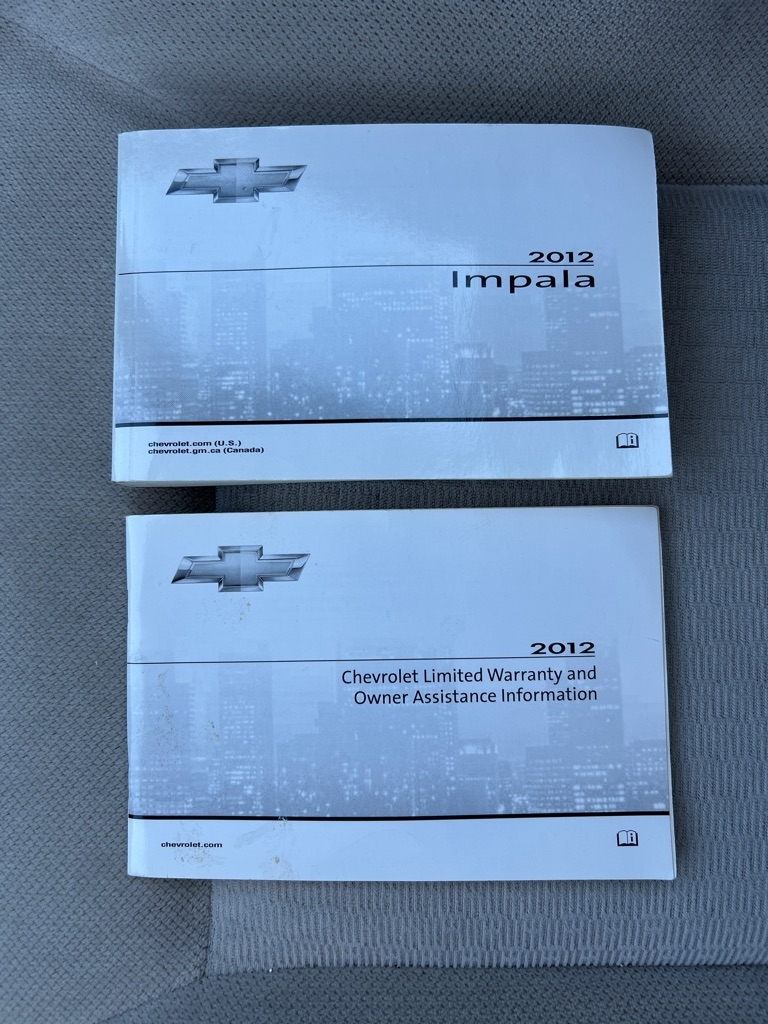 2012
Impala
chevrolet.com (U.S.)
chevrolet.gm.ca (Canada)
i
2012
Chevrolet Limited Warranty and
Owner Assistance Information
chevrolet.com
i